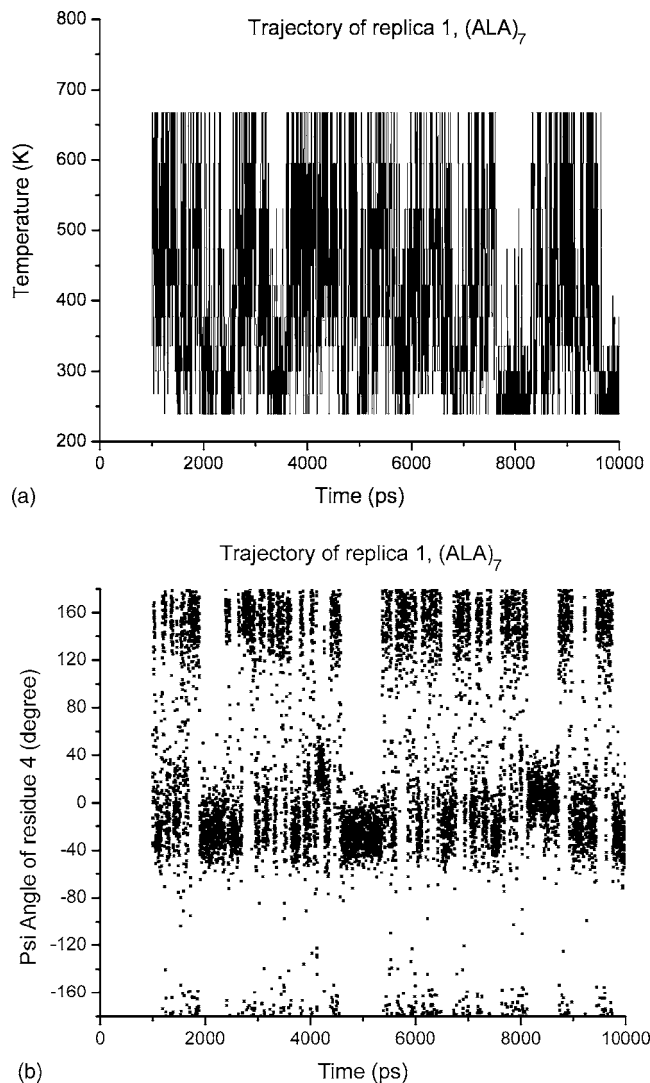 Trajectory of replica 1, (ALA)₇
800
700
600
500
400
300
200
Temperature (K)
0 2000 4000 6000 8000 10000
Time (ps)
(a)
Trajectory of replica 1, (ALA)₇
160
120
80
40
0
-40
-80
-120
-160
Psi Angle of residue 4 (degree)
0 2000 4000 6000 8000 10000
Time (ps)
(b)